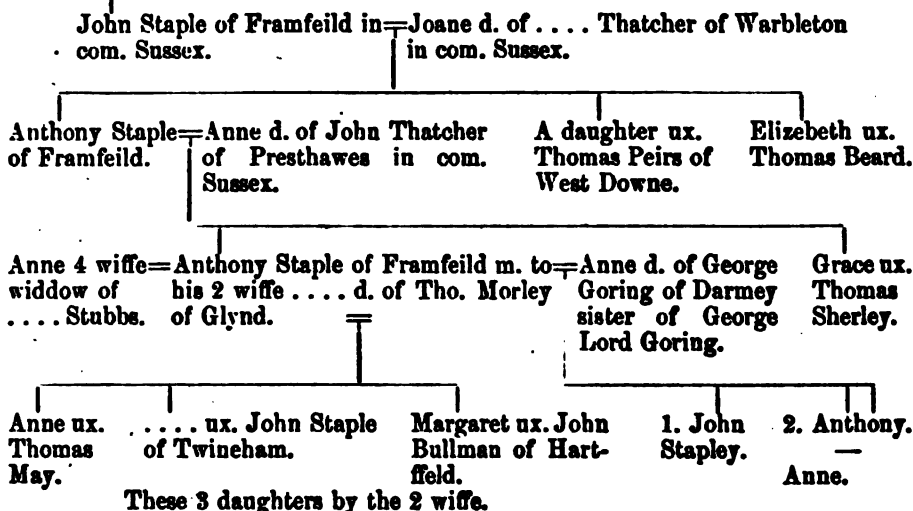 John Staple of Framfeild in=Joane d. of . . . . Thatcher of Warbleton
com. Sussex. in com. Sussex.
Anthony Staple=Anne d. of John Thatcher A daughter ux. Elizebeth ux.
of Framfeild. of Presthawes in com. Thomas Peirs of Thomas Beard.
Sussex. West Downe.
Anne 4 wiffe=Anthony Staple of Framfeild m. to=Anne d. of George Grace ux.
widdow of his 2 wiffe . . . . d. of Tho. Morley Goring of Darmey Thomas
. . . . Stubbs. of Glynd. = sister of George Sherley.
Lord Goring.
Anne ux. . . . . . ux. John Staple Margaret ux. John 1. John 2. Anthony.
Thomas of Twineham. Bullman of Hart- Stapley. —
May. ffeld. Anne.
These 3 daughters by the 2 wiffe.